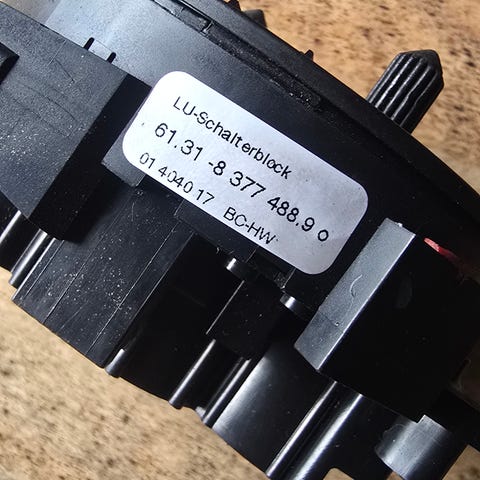 LU-Schalterblock
61.31 -8 377 488.9 o
01 404017 BC-HW